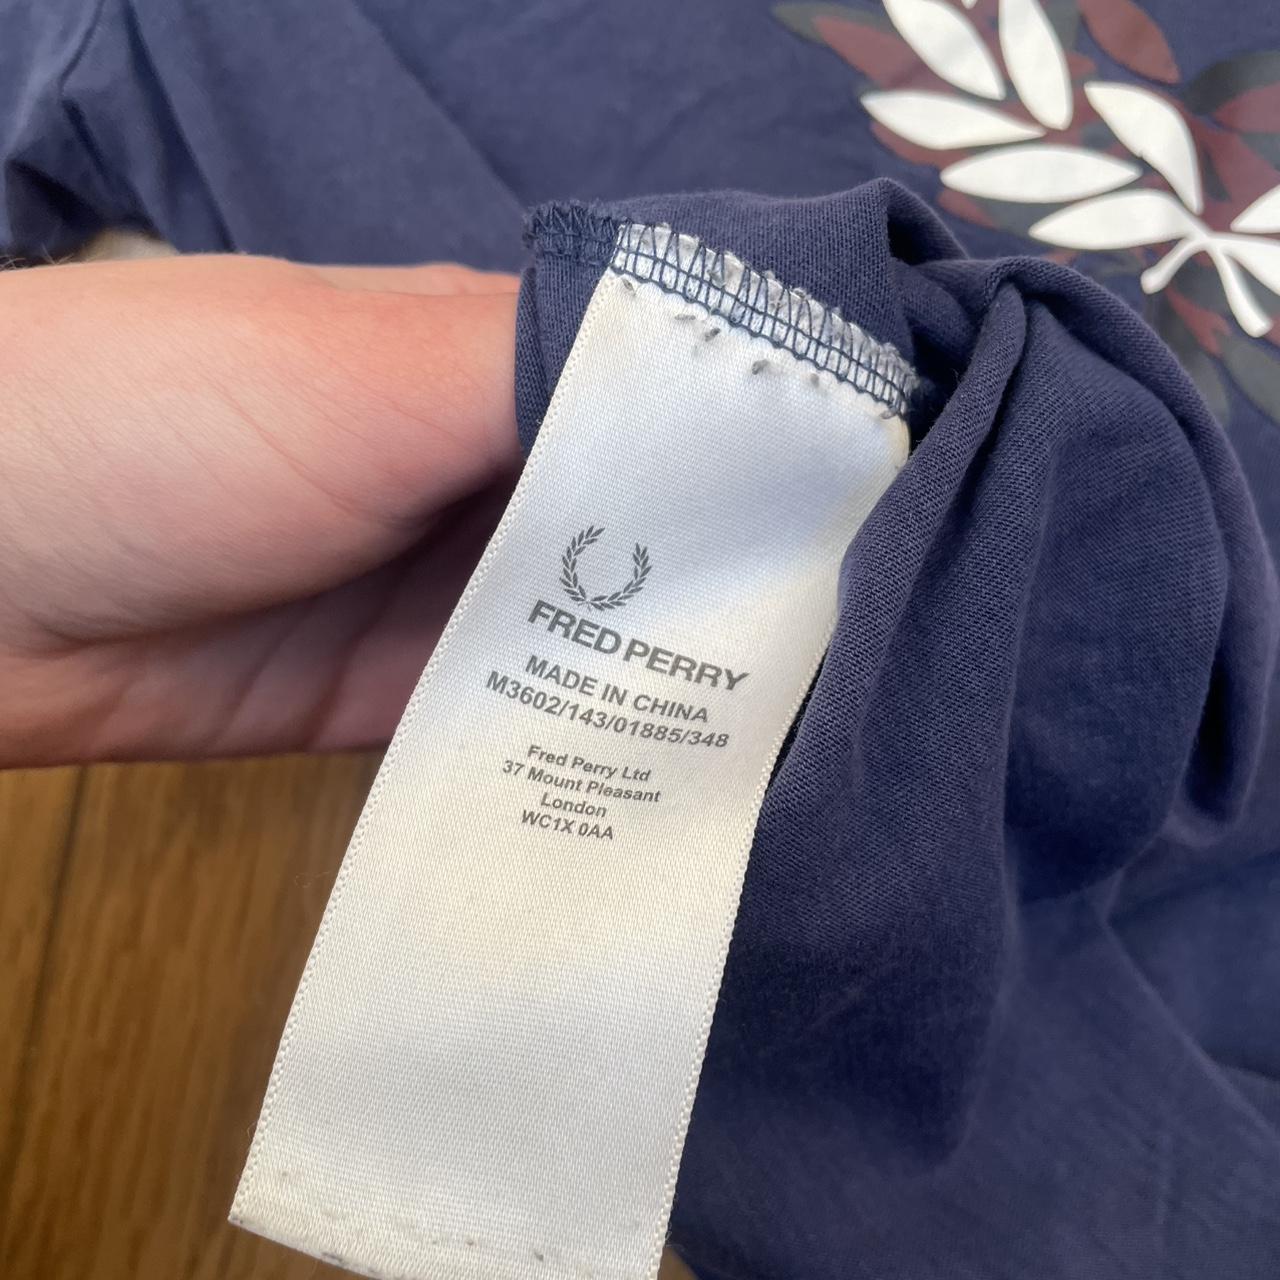 FRED PERRY
MADE IN CHINA
M3602/143/01885/348
Fred Perry Ltd
37 Mount Pleasant
London
WC1X 0AA